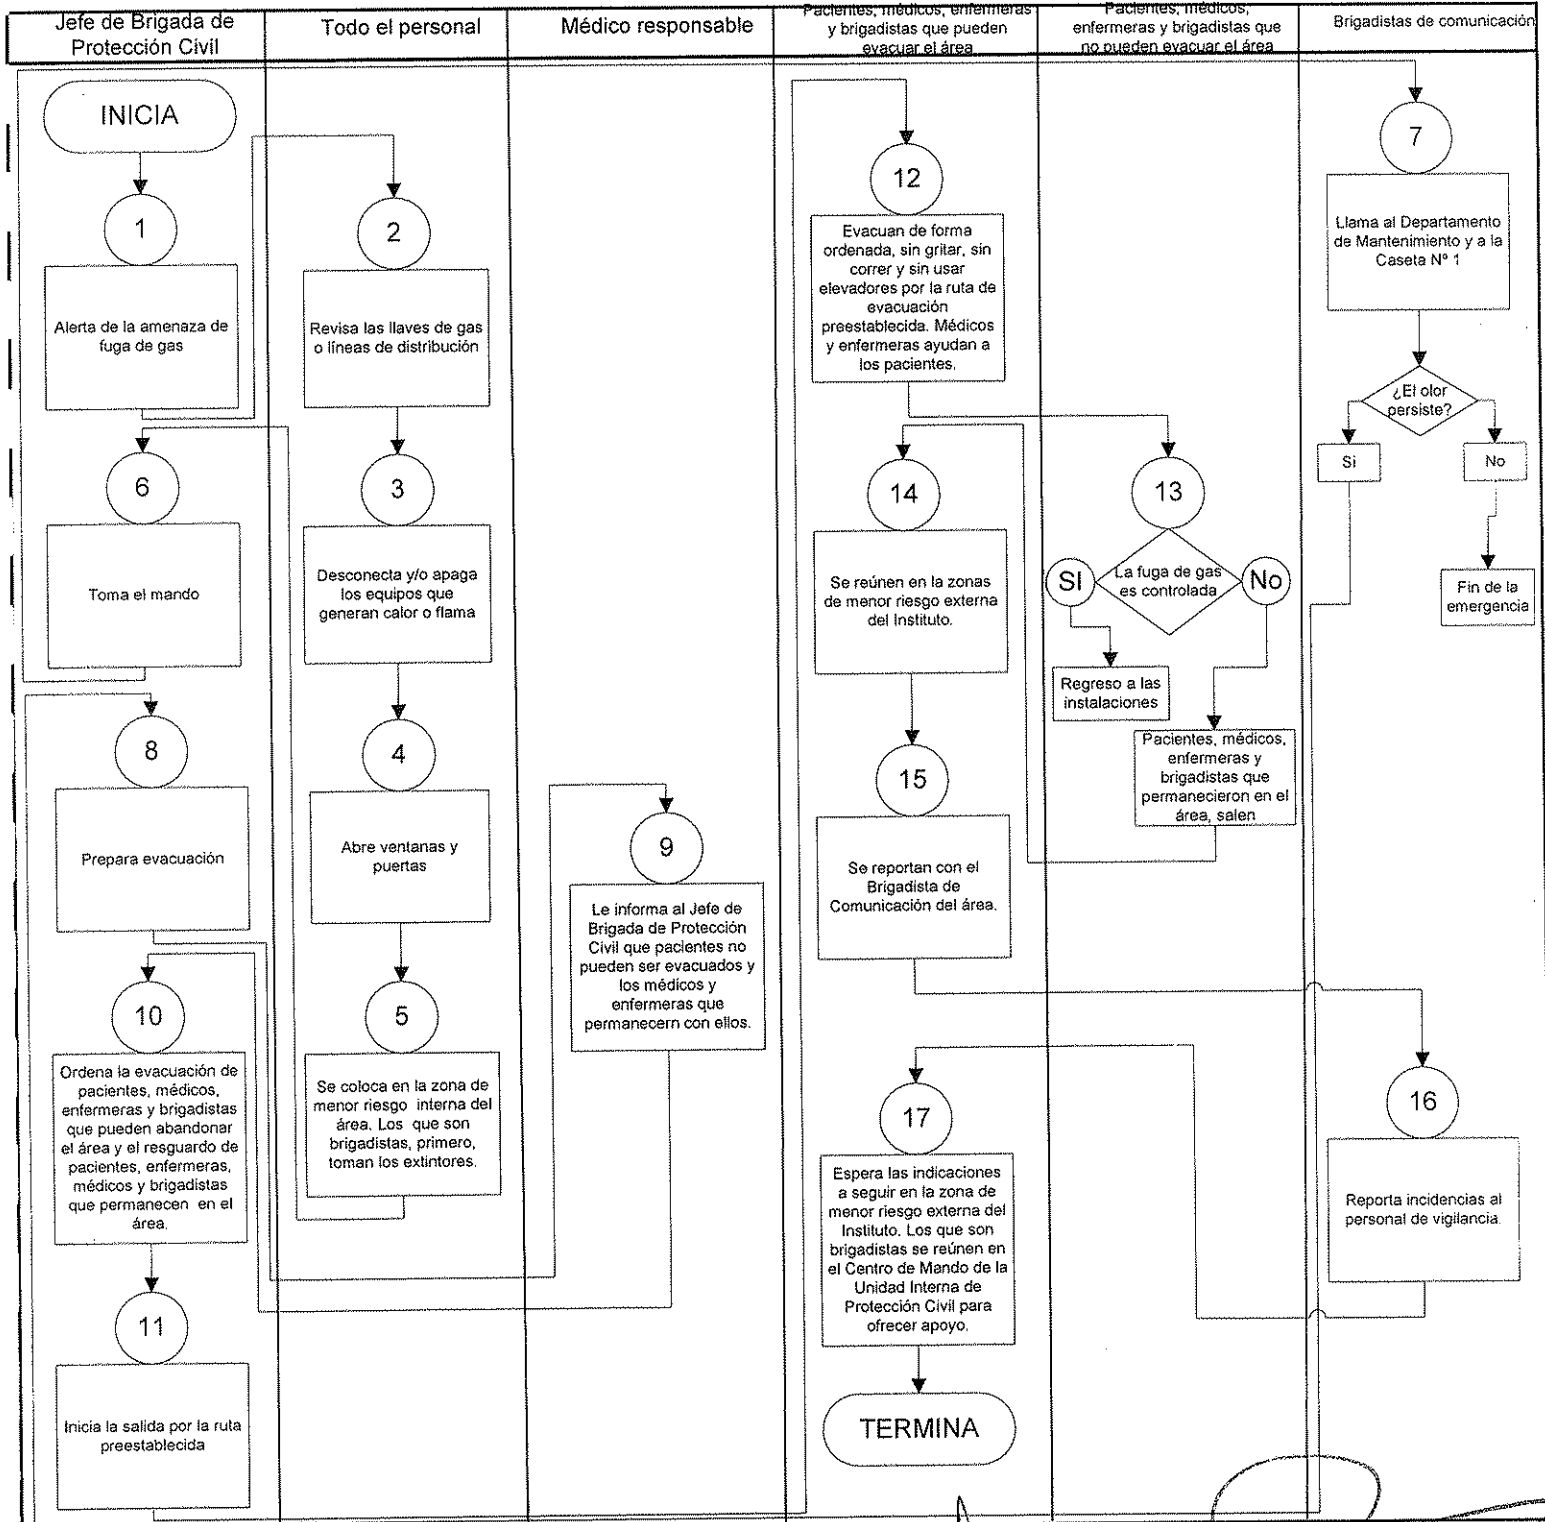 Jefe de Brigada de
Protección Civil
Todo el personal
Médico responsable
Pacientes, médicos, enfermeras
y brigadistas que pueden
evacuar el área
Pacientes, médicos,
enfermeras y brigadistas que
no pueden evacuar el área
Brigadistas de comunicación
INICIA
1
Alerta de la amenaza de
fuga de gas
2
Revisa las llaves de gas
o líneas de distribución
3
Desconecta y/o apaga
los equipos que
generan calor o flama
4
Abre ventanas y
puertas
5
Se coloca en la zona de
menor riesgo interna del
área. Los que son
brigadistas, primero,
toman los extintores.
6
Toma el mando
7
Llama al Departamento
de Mantenimiento y a la
Caseta Nº 1
¿El olor
persiste?
Si
No
Fin de la
emergencia
8
Prepara evacuación
9
Le informa al Jefe de
Brigada de Protección
Civil que pacientes no
pueden ser evacuados y
los médicos y
enfermeras que
permanecern con ellos.
10
Ordena la evacuación de
pacientes, médicos,
enfermeras y brigadistas
que pueden abandonar
el área y el resguardo de
pacientes, enfermeras,
médicos y brigadistas
que permanecen en el
área.
11
Inicia la salida por la ruta
preestablecida
12
Evacuan de forma
ordenada, sin gritar, sin
correr y sin usar
elevadores por la ruta de
evacuación
preestablecida. Médicos
y enfermeras ayudan a
los pacientes.
13
La fuga de gas
es controlada
SI
No
Regreso a las
instalaciones
Pacientes, médicos,
enfermeras y
brigadistas que
permanecieron en el
área, salen
14
Se reúnen en la zonas
de menor riesgo externa
del Instituto.
15
Se reportan con el
Brigadista de
Comunicación del área.
16
Reporta incidencias al
personal de vigilancia.
17
Espera las indicaciones
a seguir en la zona de
menor riesgo externa del
Instituto. Los que son
brigadistas se reúnen en
el Centro de Mando de la
Unidad Interna de
Protección Civil para
ofrecer apoyo.
TERMINA